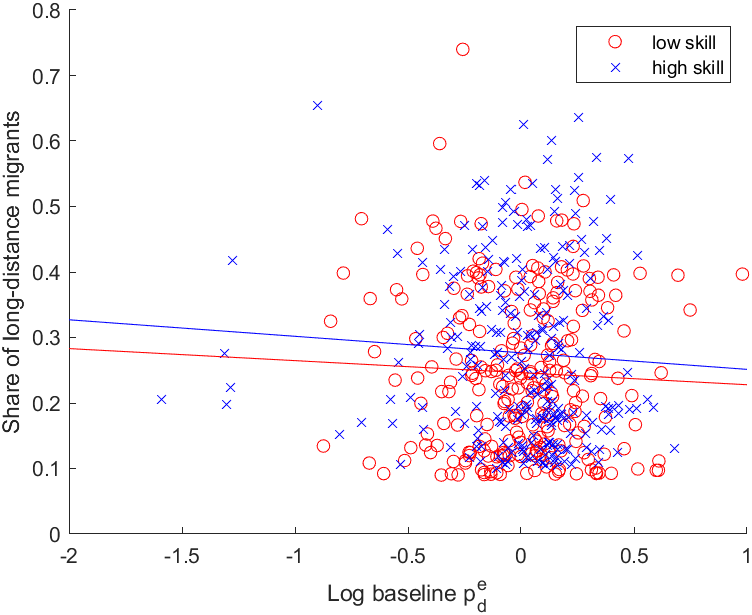 0.8
0.7
0.6
0.5
0.4
0.3
0.2
0.1
0
Share of long-distance migrants
low skill
high skill
-2 -1.5 -1 -0.5 0 0.5 1
Log baseline p_d^e